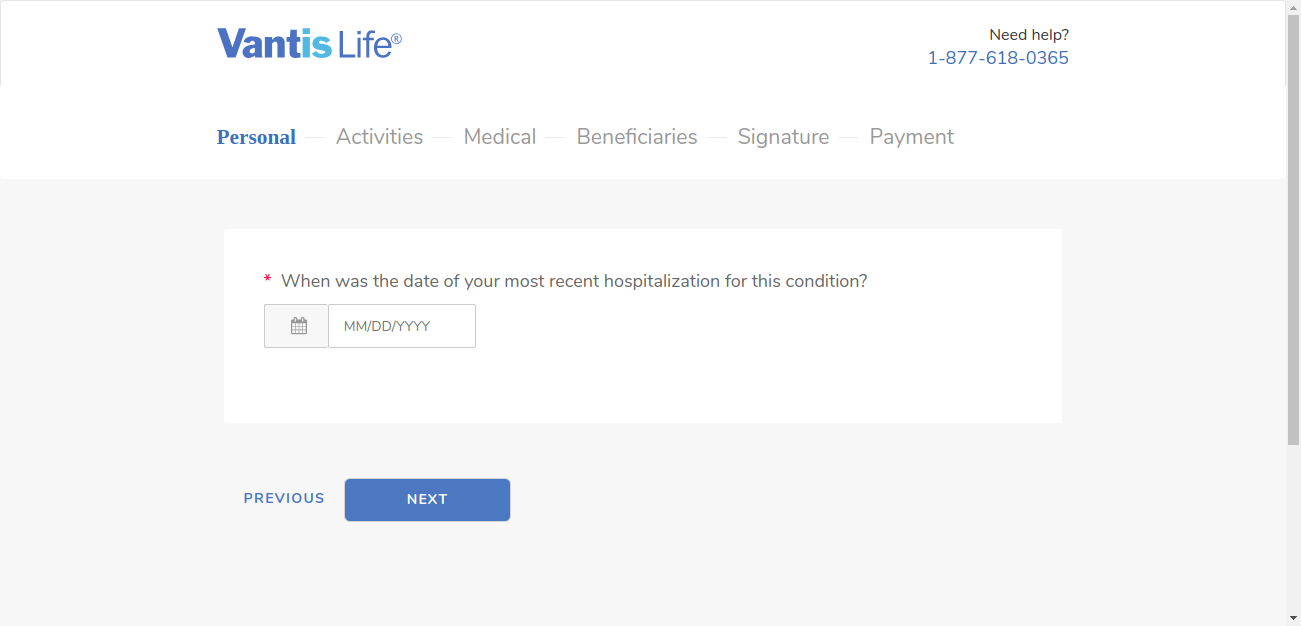 Vantis Life®
Need help?
1-877-618-0365
Personal Activities Medical Beneficiaries Signature Payment
* When was the date of your most recent hospitalization for this condition?
MM/DD/YYYY
PREVIOUS NEXT